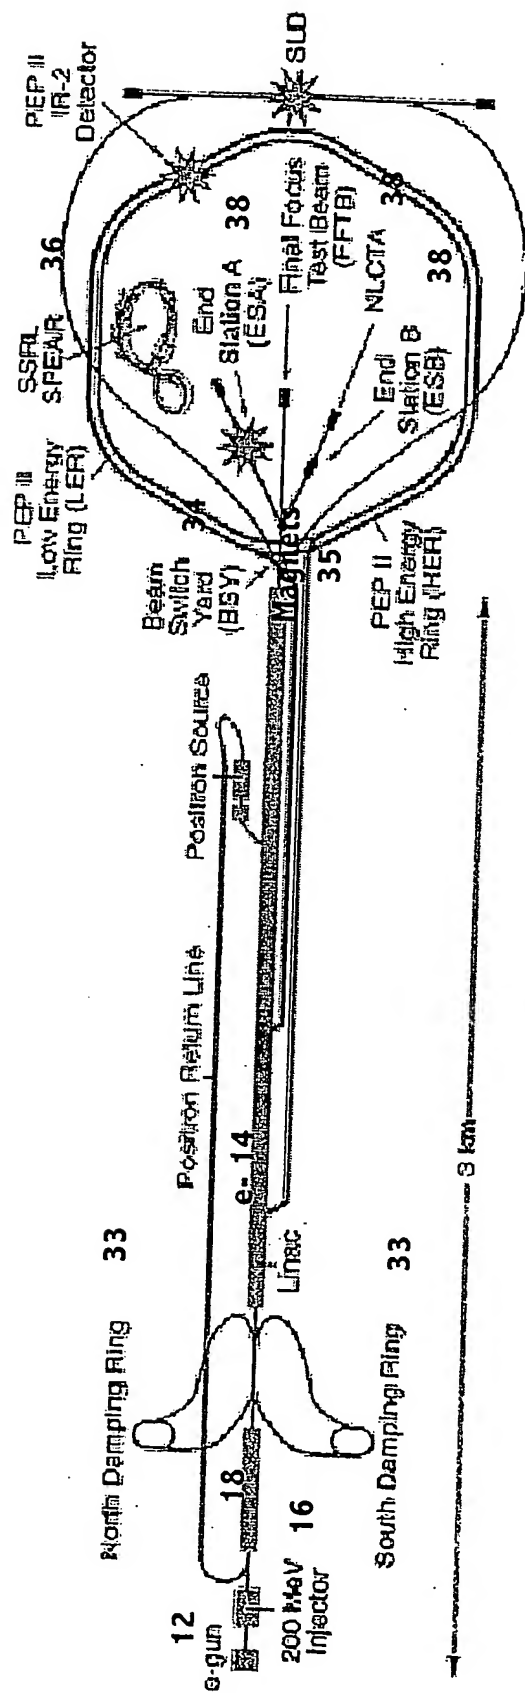 12
e-gun
200 MeV
Injector
16
18
North Damping Ring
South Damping Ring
33
33
Linac
e- 14
Positron Return Line
Positron Source
3 km
Beam
Switch
Yard
(BSY)
Magnets
35
34
PEP II
Low Energy
Ring (LER)
PEP II
High Energy
Ring (HER)
SSRL
SPEAR
36
End
Station A
(ESA)
38
Final Focus
Test Beam
(FFTB)
NLCTA
End
Station B
(ESB)
38
38
PEP II
IR-2
Detector
SLD